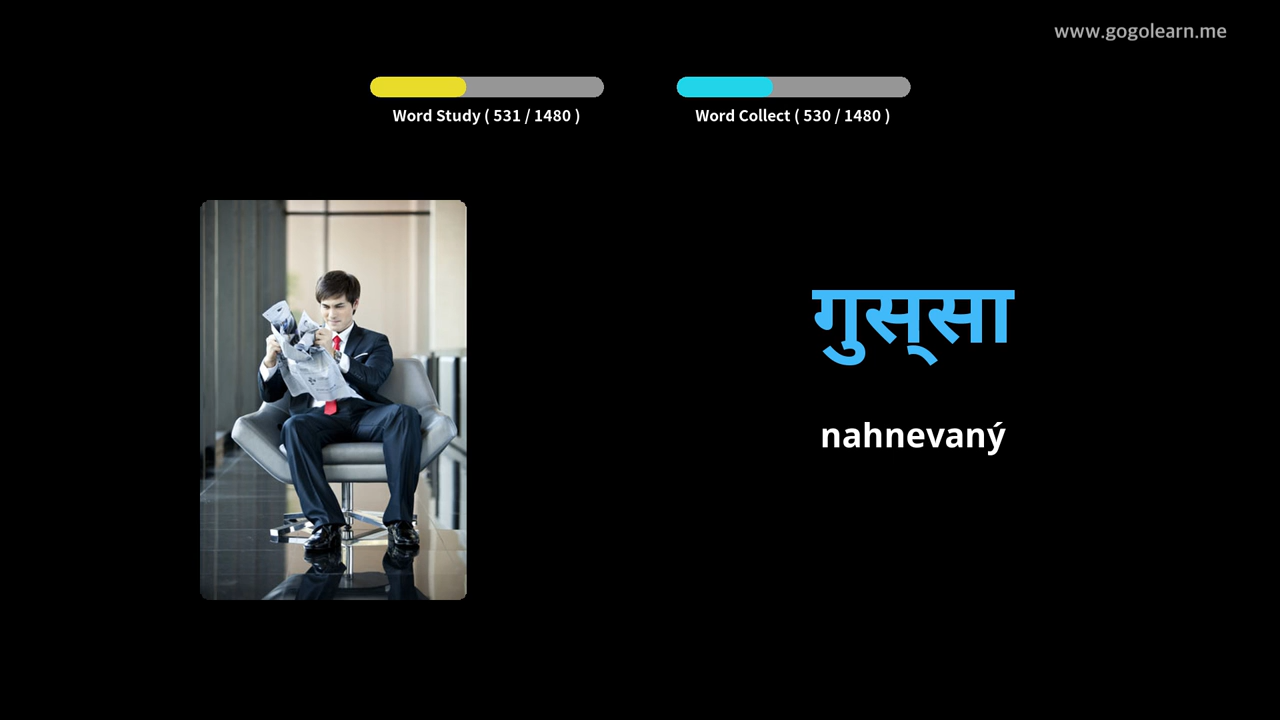 www.gogolearn.me
Word Study ( 531 / 1480 )
Word Collect ( 530 / 1480 )
गुस्‌सा
nahnevaný